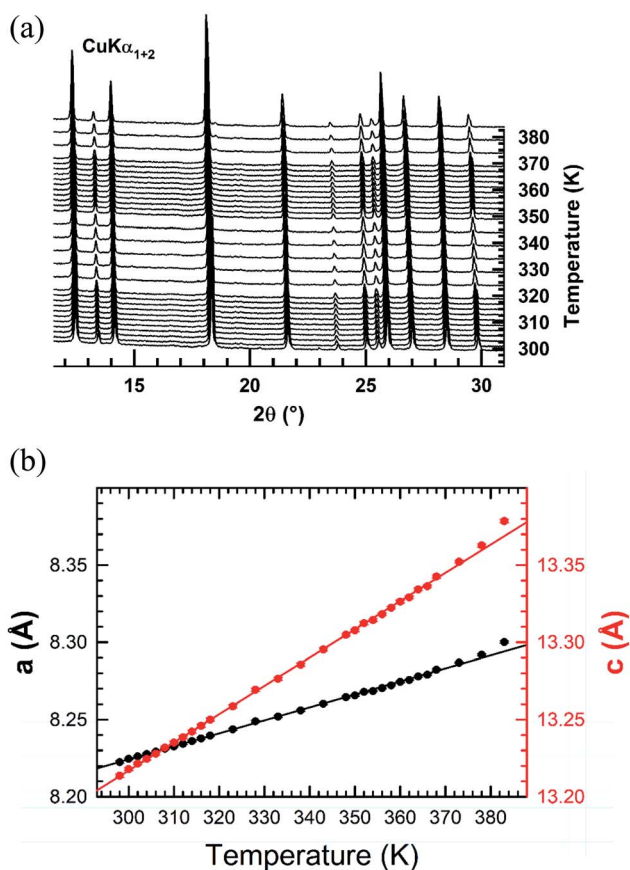 (a)
CuKα1+2
380
370
360
350
340
330
320
310
300
Temperature (K)
15 20 25 30
2θ (°)
(b)
8.35
8.30
8.25
8.20
a (Å)
13.35
13.30
13.25
13.20
c (Å)
300 310 320 330 340 350 360 370 380
Temperature (K)